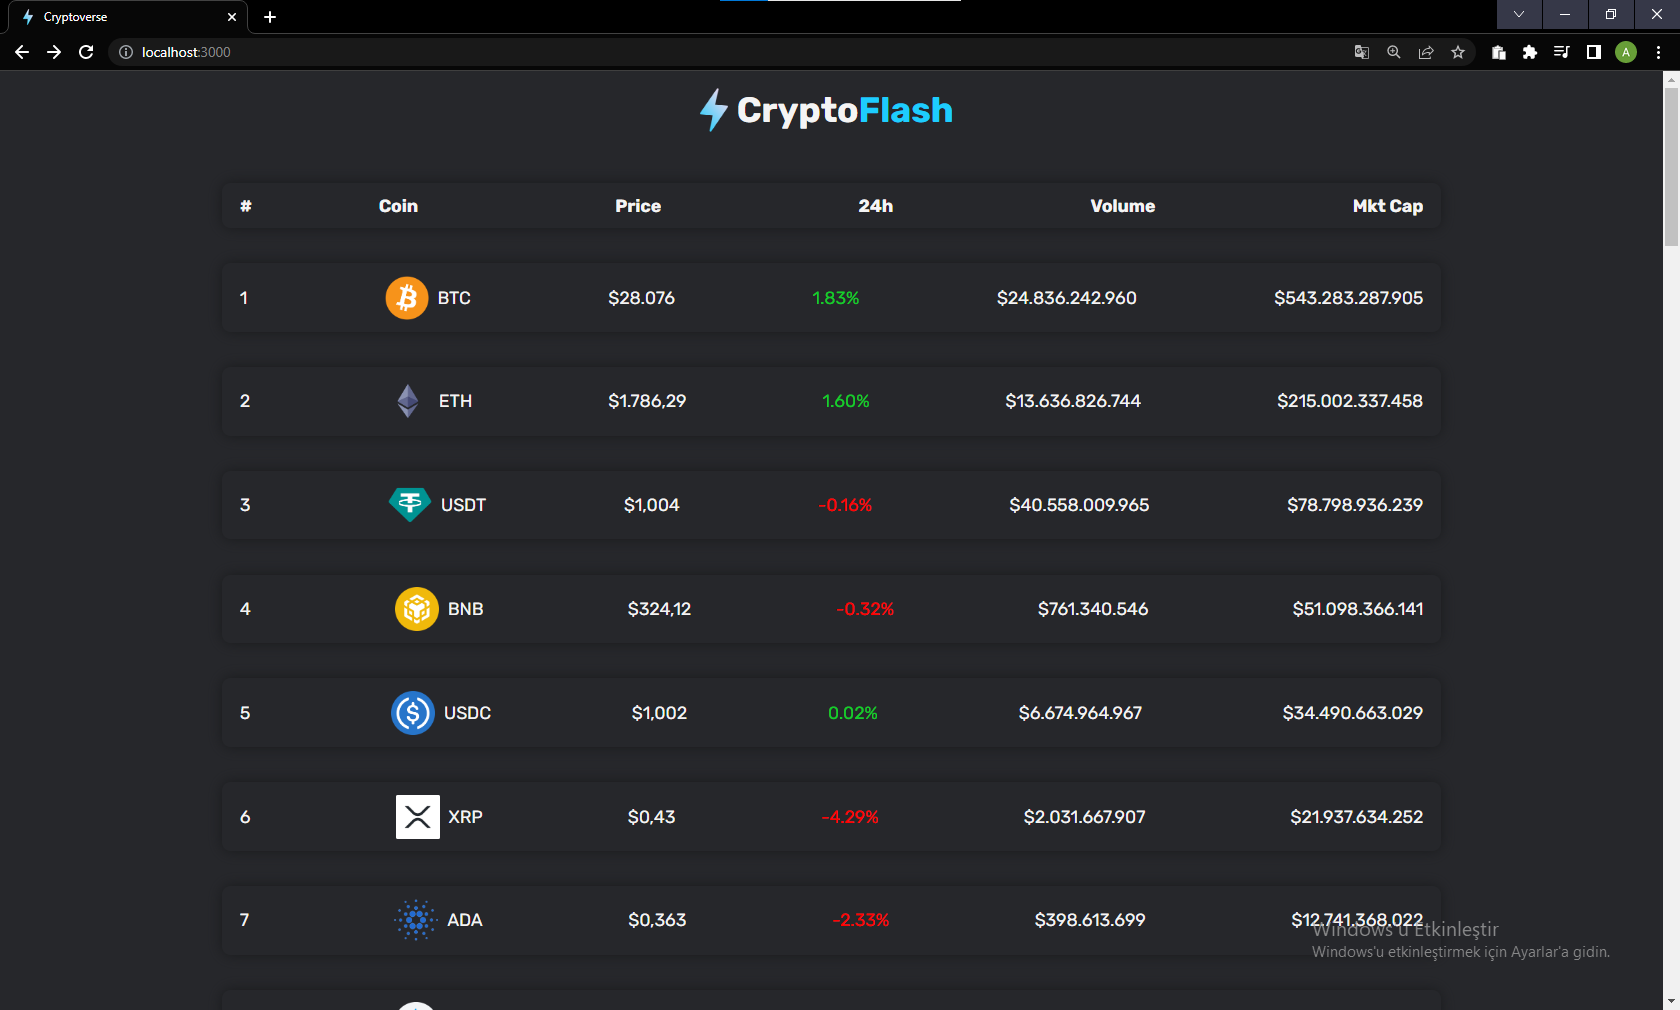 Cryptoverse
localhost:3000
A
CryptoFlash
# Coin Price 24h Volume Mkt Cap
1 BTC $28.076 1.83% $24.836.242.960 $543.283.287.905
2 ETH $1.786,29 1.60% $13.636.826.744 $215.002.337.458
3 USDT $1,004 -0.16% $40.558.009.965 $78.798.936.239
4 BNB $324,12 -0.32% $761.340.546 $51.098.366.141
5 USDC $1,002 0.02% $6.674.964.967 $34.490.663.029
6 XRP $0,43 -4.29% $2.031.667.907 $21.937.634.252
7 ADA $0,363 -2.33% $398.613.699 $12.741.368.022
Windows'u Etkinleştir
Windows'u etkinleştirmek için Ayarlar'a gidin.